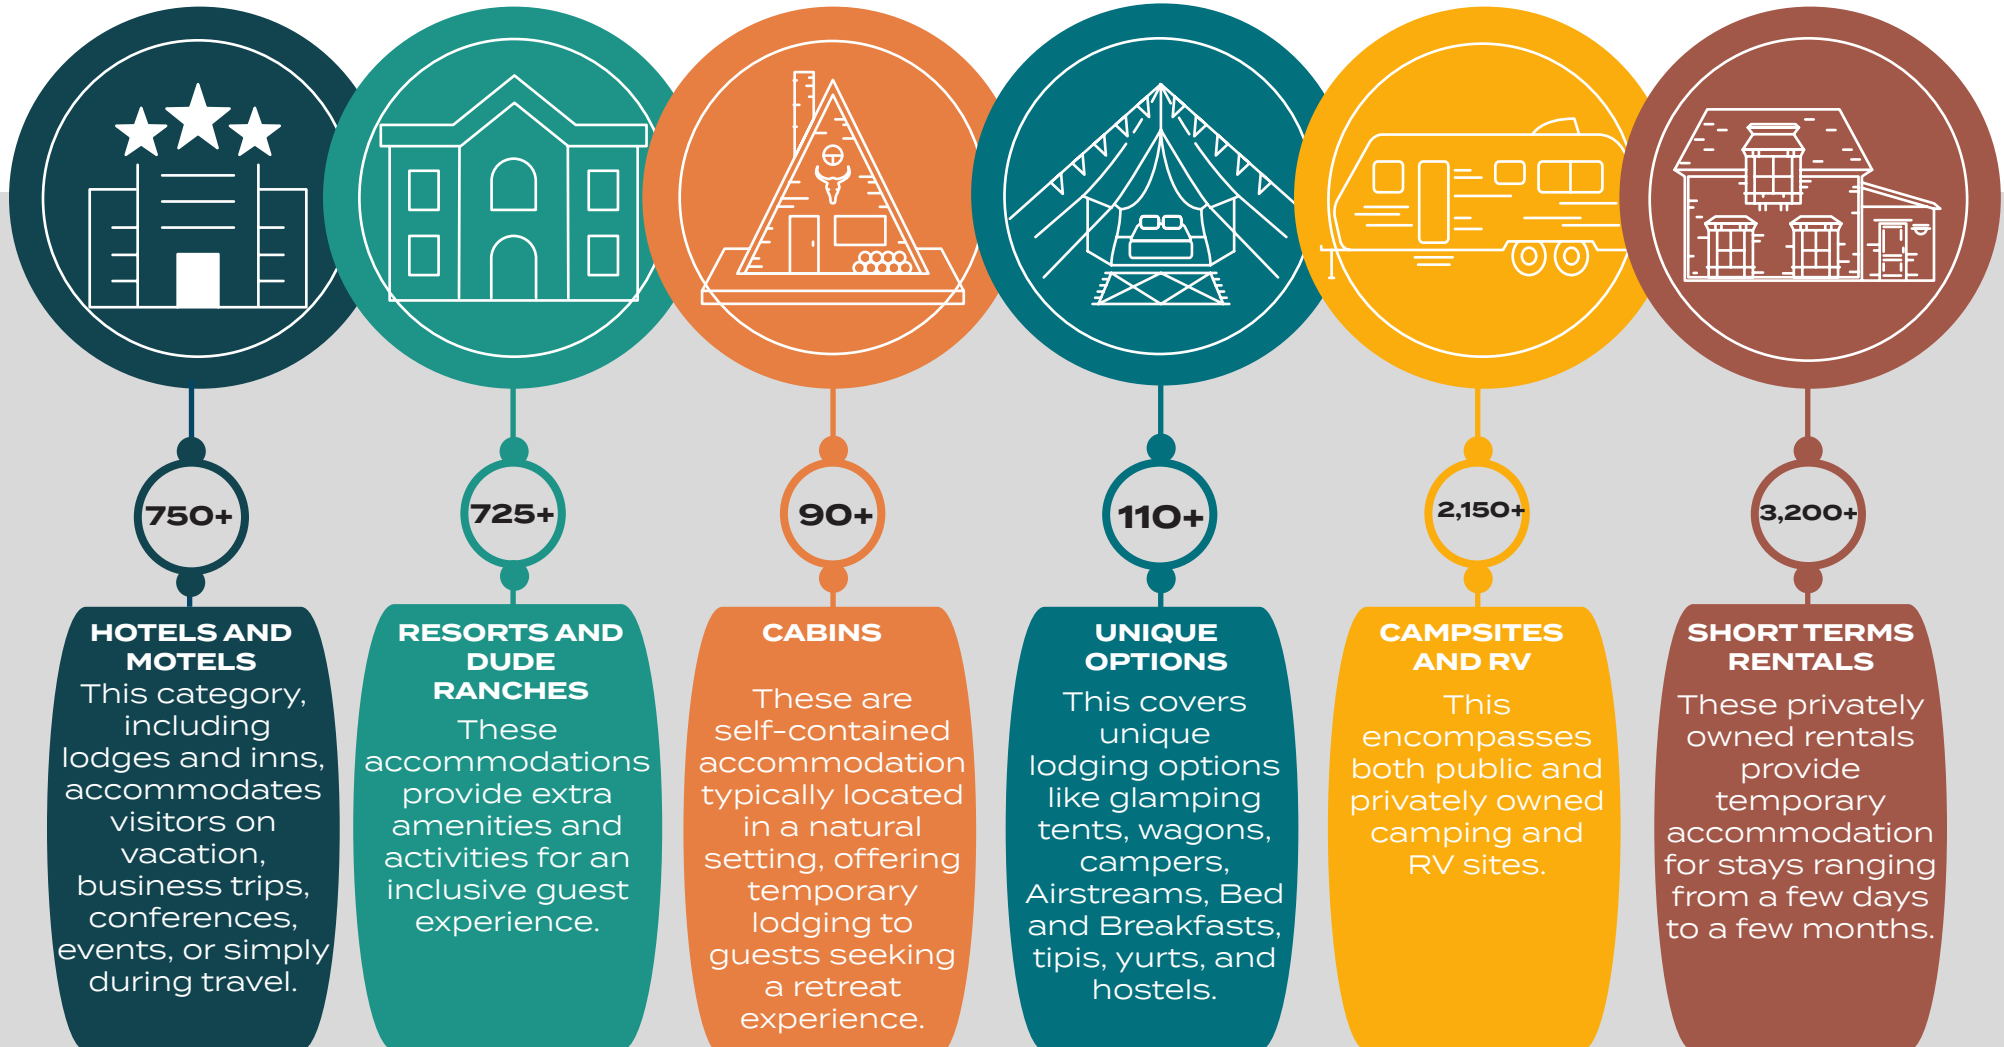 750+
HOTELS AND
MOTELS
This category,
including
lodges and inns,
accommodates
visitors on
vacation,
business trips,
conferences,
events, or simply
during travel.
725+
RESORTS AND
DUDE
RANCHES
These
accommodations
provide extra
amenities and
activities for an
inclusive guest
experience.
90+
CABINS
These are
self-contained
accommodation
typically located
in a natural
setting, offering
temporary
lodging to
guests seeking
a retreat
experience.
110+
UNIQUE
OPTIONS
This covers
unique
lodging options
like glamping
tents, wagons,
campers,
Airstreams, Bed
and Breakfasts,
tipis, yurts, and
hostels.
2,150+
CAMPSITES
AND RV
This
encompasses
both public and
privately owned
camping and
RV sites.
3,200+
SHORT TERMS
RENTALS
These privately
owned rentals
provide
temporary
accommodation
for stays ranging
from a few days
to a few months.